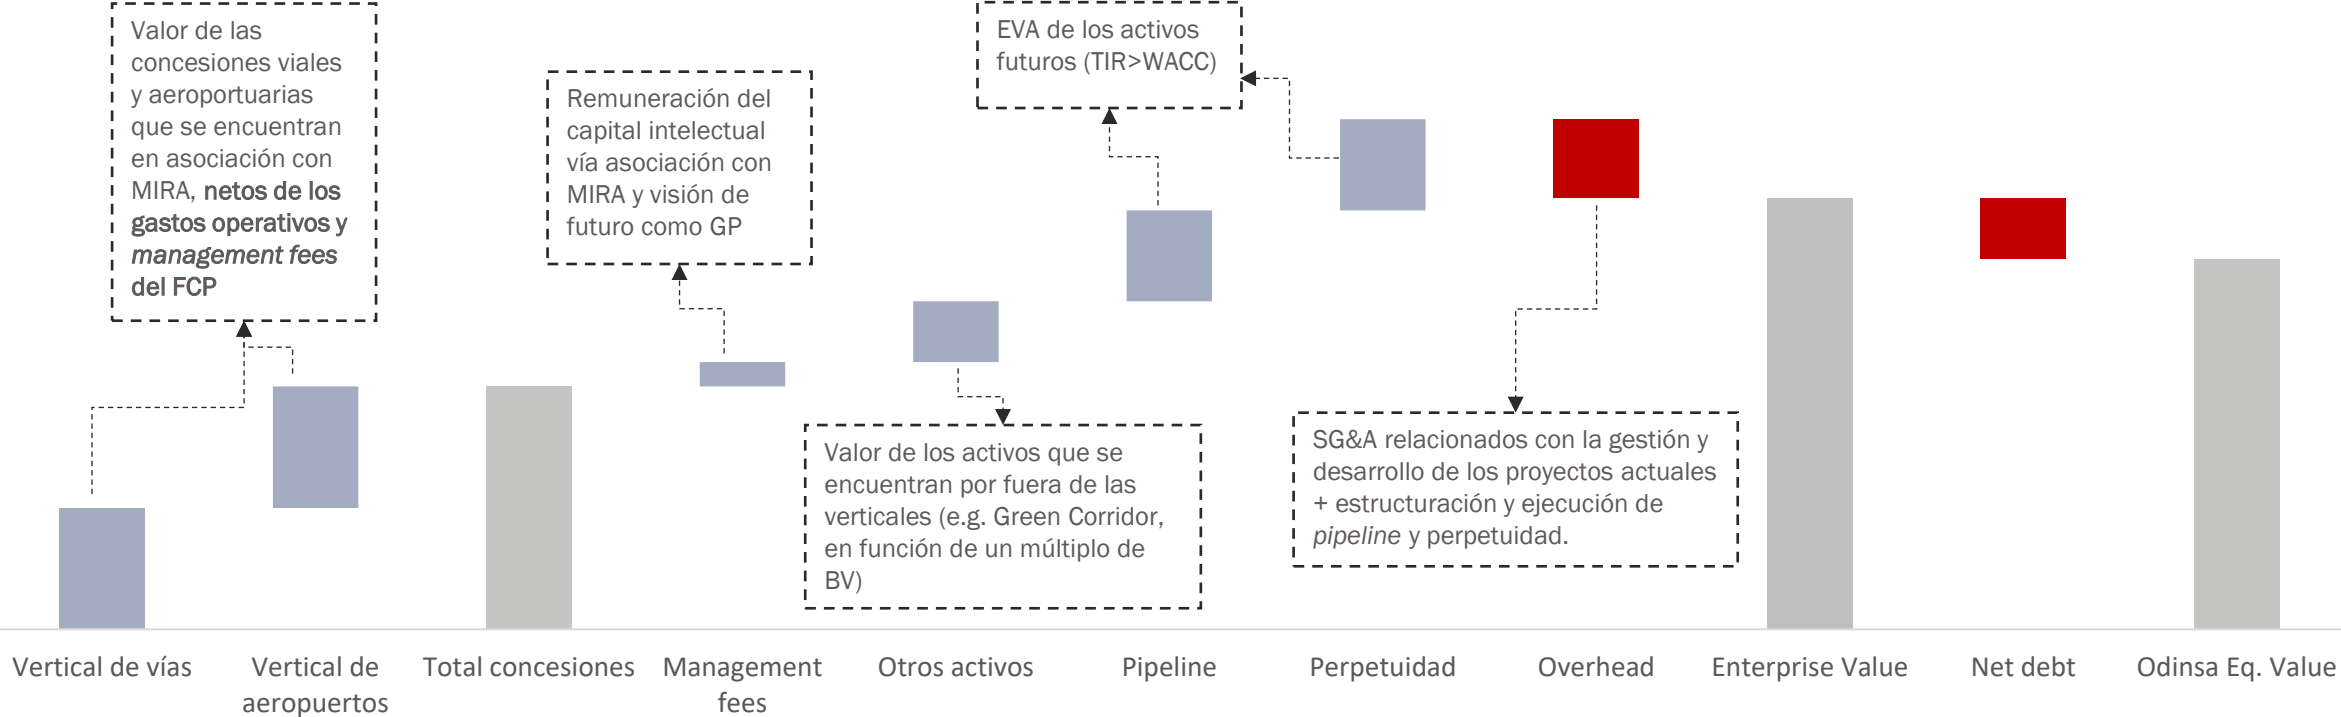 Valor de las
concesiones viales
y aeroportuarias
que se encuentran
en asociación con
MIRA, netos de los
gastos operativos y
management fees
del FCP
Remuneración del
capital intelectual
vía asociación con
MIRA y visión de
futuro como GP
EVA de los activos
futuros (TIR>WACC)
Valor de los activos que se
encuentran por fuera de las
verticales (e.g. Green Corridor,
en función de un múltiplo de
BV)
SG&A relacionados con la gestión y
desarrollo de los proyectos actuales
+ estructuración y ejecución de
pipeline y perpetuidad.
Vertical de vías
Vertical de
aeropuertos
Total concesiones
Management
fees
Otros activos
Pipeline
Perpetuidad
Overhead
Enterprise Value
Net debt
Odinsa Eq. Value